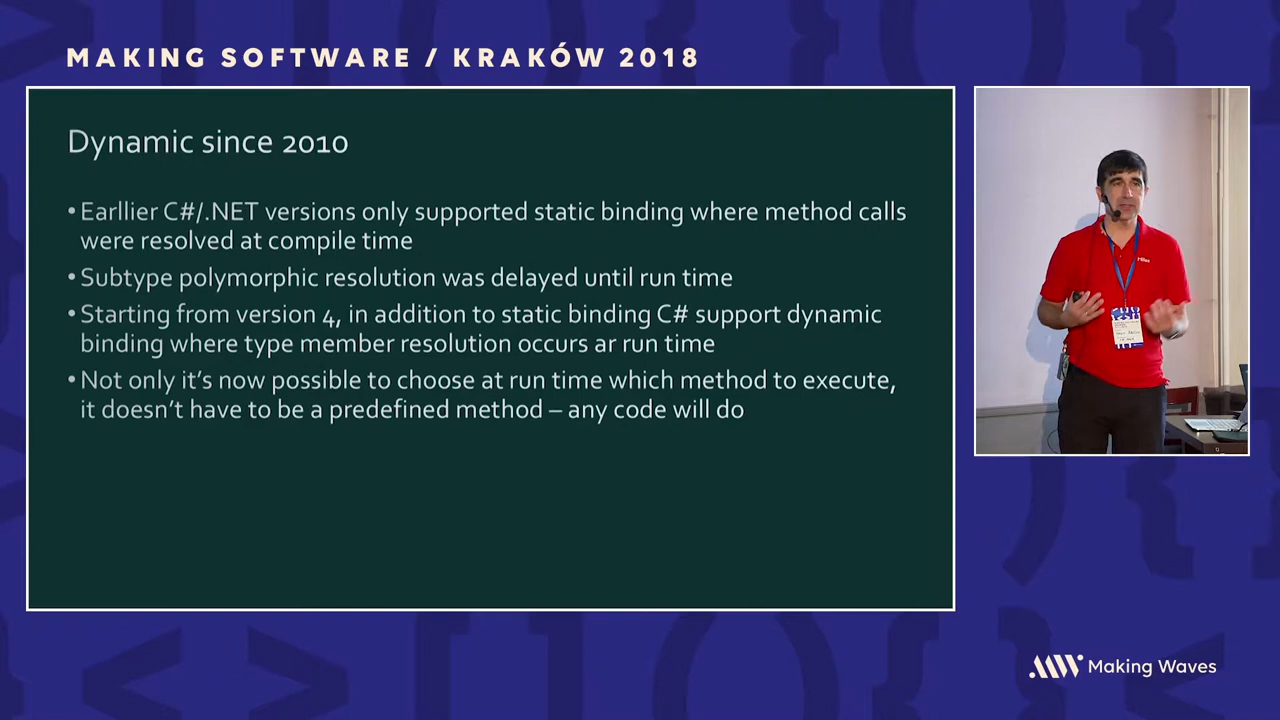 MAKING SOFTWARE / KRAKÓW 2018
Dynamic since 2010
•Earllier C#/.NET versions only supported static binding where method calls
were resolved at compile time
•Subtype polymorphic resolution was delayed until run time
•Starting from version 4, in addition to static binding C# support dynamic
binding where type member resolution occurs ar run time
•Not only it's now possible to choose at run time which method to execute,
it doesn't have to be a predefined method – any code will do
Miles
Making Waves